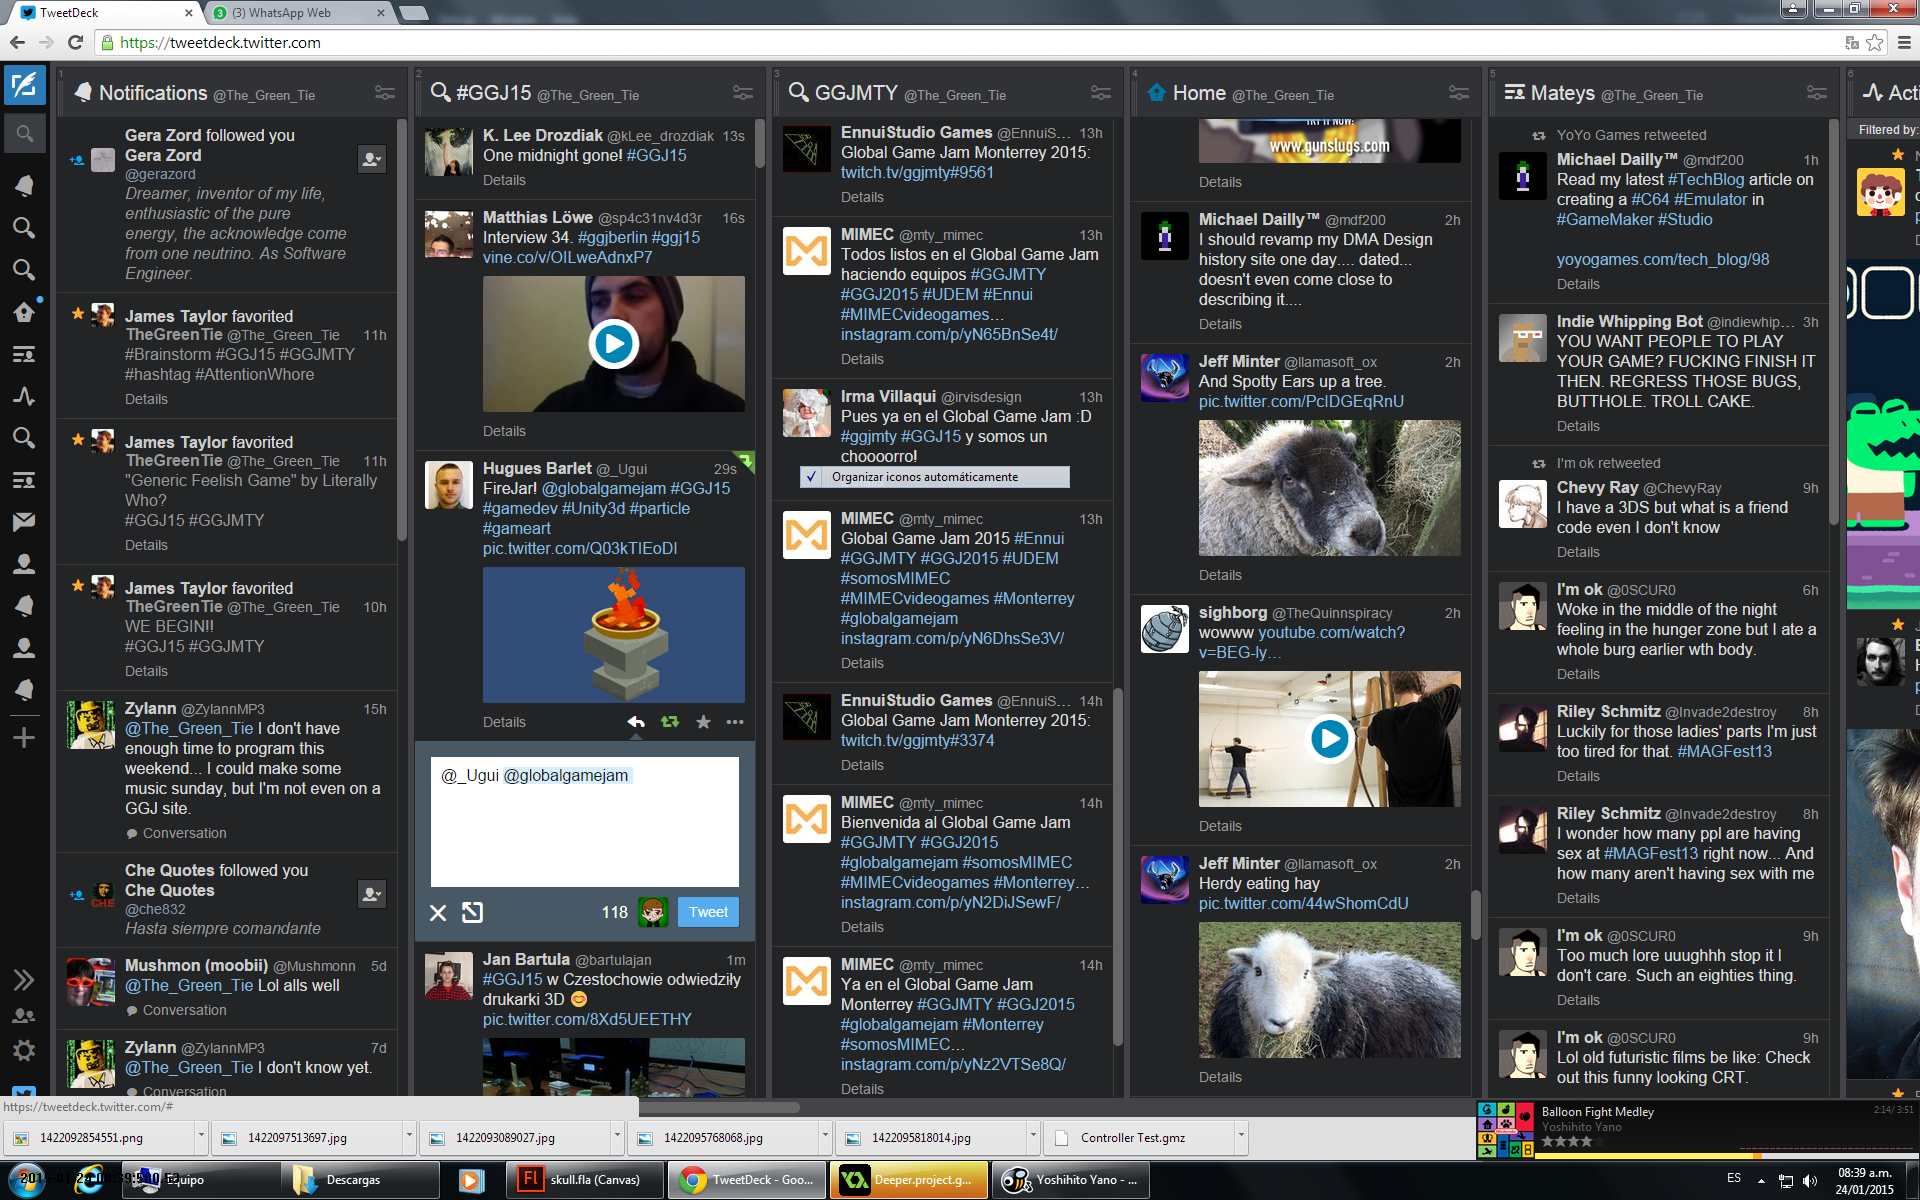 TweetDeck
(3) WhatsApp Web
https://tweetdeck.twitter.com
1
Notifications @The_Green_Tie
Gera Zord followed you
Gera Zord
@gerazord
Dreamer, inventor of my life,
enthusiastic of the pure
energy, the acknowledge come
from one neutrino. As Software
Engineer.
James Taylor favorited
TheGreenTie @The_Green_Tie 11h
#Brainstorm #GGJ15 #GGJMTY
#hashtag #AttentionWhore
Details
James Taylor favorited
TheGreenTie @The_Green_Tie 11h
"Generic Feelish Game" by Literally
Who?
#GGJ15 #GGJMTY
Details
James Taylor favorited
TheGreenTie @The_Green_Tie 10h
WE BEGIN!!
#GGJ15 #GGJMTY
Details
Zylann @ZylannMP3 15h
@The_Green_Tie I don't have
enough time to program this
weekend... I could make some
music sunday, but I'm not even on a
GGJ site.
Conversation
Che Quotes followed you
Che Quotes
@che832
Hasta siempre comandante
Mushmon (moobii) @Mushmonn 5d
@The_Green_Tie Lol alls well
Conversation
Zylann @ZylannMP3 7d
@The_Green_Tie I don't know yet.
Conversation
2
#GGJ15 @The_Green_Tie
K. Lee Drozdiak @kLee_drozdiak 13s
One midnight gone! #GGJ15
Details
Matthias Löwe @sp4c31nv4d3r 16s
Interview 34. #ggjberlin #ggj15
vine.co/v/OILweAdnxP7
Details
Hugues Barlet @_Ugui 29s
FireJar! @globalgamejam #GGJ15
#gamedev #Unity3d #particle
#gameart
pic.twitter.com/Q03kTIEoDI
Details
@_Ugui @globalgamejam
118
Tweet
Jan Bartula @bartulajan 1m
#GGJ15 w Czestochowie odwiedziły
drukarki 3D 😊
pic.twitter.com/8Xd5UEETHY
3
GGJMTY @The_Green_Tie
EnnuiStudio Games @EnnuiS... 13h
Global Game Jam Monterrey 2015:
twitch.tv/ggjmty#9561
Details
MIMEC @mty_mimec 13h
Todos listos en el Global Game Jam
haciendo equipos #GGJMTY
#GGJ2015 #UDEM #Ennui
#MIMECvideogames...
instagram.com/p/yN65BnSe4t/
Details
Irma Villaqui @irvisdesign 13h
Pues ya en el Global Game Jam :D
#ggjmty #GGJ15 y somos un
choooorro!
Organizar iconos automáticamente
MIMEC @mty_mimec 13h
Global Game Jam 2015 #Ennui
#GGJMTY #GGJ2015 #UDEM
#somosMIMEC
#MIMECvideogames #Monterrey
#globalgamejam
instagram.com/p/yN6DhsSe3V/
Details
EnnuiStudio Games @EnnuiS... 14h
Global Game Jam Monterrey 2015:
twitch.tv/ggjmty#3374
Details
MIMEC @mty_mimec 14h
Bienvenida al Global Game Jam
#GGJMTY #GGJ2015
#globalgamejam #somosMIMEC
#MIMECvideogames #Monterrey...
instagram.com/p/yN2DiJSewF/
Details
MIMEC @mty_mimec 14h
Ya en el Global Game Jam
Monterrey #GGJMTY #GGJ2015
#globalgamejam #Monterrey
#somosMIMEC...
instagram.com/p/yNz2VTSe8Q/
Details
4
Home @The_Green_Tie
TRY IT NOW:
www.gunslugs.com
Details
Michael Dailly™ @mdf200 2h
I should revamp my DMA Design
history site one day.... dated...
doesn't even come close to
describing it....
Details
Jeff Minter @llamasoft_ox 2h
And Spotty Ears up a tree.
pic.twitter.com/PcIDGEqRnU
Details
sighborg @TheQuinnspiracy 2h
wowww youtube.com/watch?
v=BEG-ly...
Details
Jeff Minter @llamasoft_ox 2h
Herdy eating hay
pic.twitter.com/44wShomCdU
Details
5
Mateys @The_Green_Tie
YoYo Games retweeted
Michael Dailly™ @mdf200 1h
Read my latest #TechBlog article on
creating a #C64 #Emulator in
#GameMaker #Studio
yoyogames.com/tech_blog/98
Details
Indie Whipping Bot @indiewhip... 3h
YOU WANT PEOPLE TO PLAY
YOUR GAME? FUCKING FINISH IT
THEN. REGRESS THOSE BUGS,
BUTTHOLE. TROLL CAKE.
Details
I'm ok retweeted
Chevy Ray @ChevyRay 9h
I have a 3DS but what is a friend
code even I don't know
Details
I'm ok @0SCUR0 6h
Woke in the middle of the night
feeling in the hunger zone but I ate a
whole burg earlier wth body.
Details
Riley Schmitz @Invade2destroy 8h
Luckily for those ladies' parts I'm just
too tired for that. #MAGFest13
Details
Riley Schmitz @Invade2destroy 8h
I wonder how many ppl are having
sex at #MAGFest13 right now... And
how many aren't having sex with me
Details
I'm ok @0SCUR0 9h
Too much lore uuughhh stop it I
don't care. Such an eighties thing.
Details
I'm ok @0SCUR0 9h
Lol old futuristic films be like: Check
out this funny looking CRT.
6
Acti
Filtered by:
https://tweetdeck.twitter.com/#
1422092854551.png
1422097513697.jpg
1422093089027.jpg
1422095768068.jpg
1422095818014.jpg
Controller Test.gmz
Balloon Fight Medley 2:14/ 3:51
Yoshihito Yano
Equipo
Descargas
skull.fla (Canvas)
TweetDeck - Goo...
Deeper.project.g...
Yoshihito Yano - ...
ES
08:39 a.m.
24/01/2015